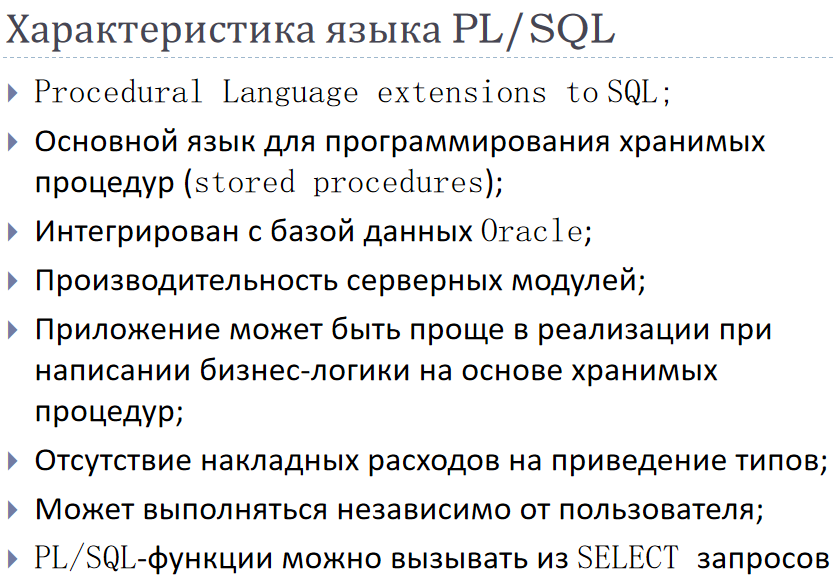 Характеристика языка PL/SQL
Procedural Language extensions to SQL;
Основной язык для программирования хранимых
процедур (stored procedures);
Интегрирован с базой данных Oracle;
Производительность серверных модулей;
Приложение может быть проще в реализации при
написании бизнес-логики на основе хранимых
процедур;
Отсутствие накладных расходов на приведение типов;
Может выполняться независимо от пользователя;
PL/SQL-функции можно вызывать из SELECT запросов